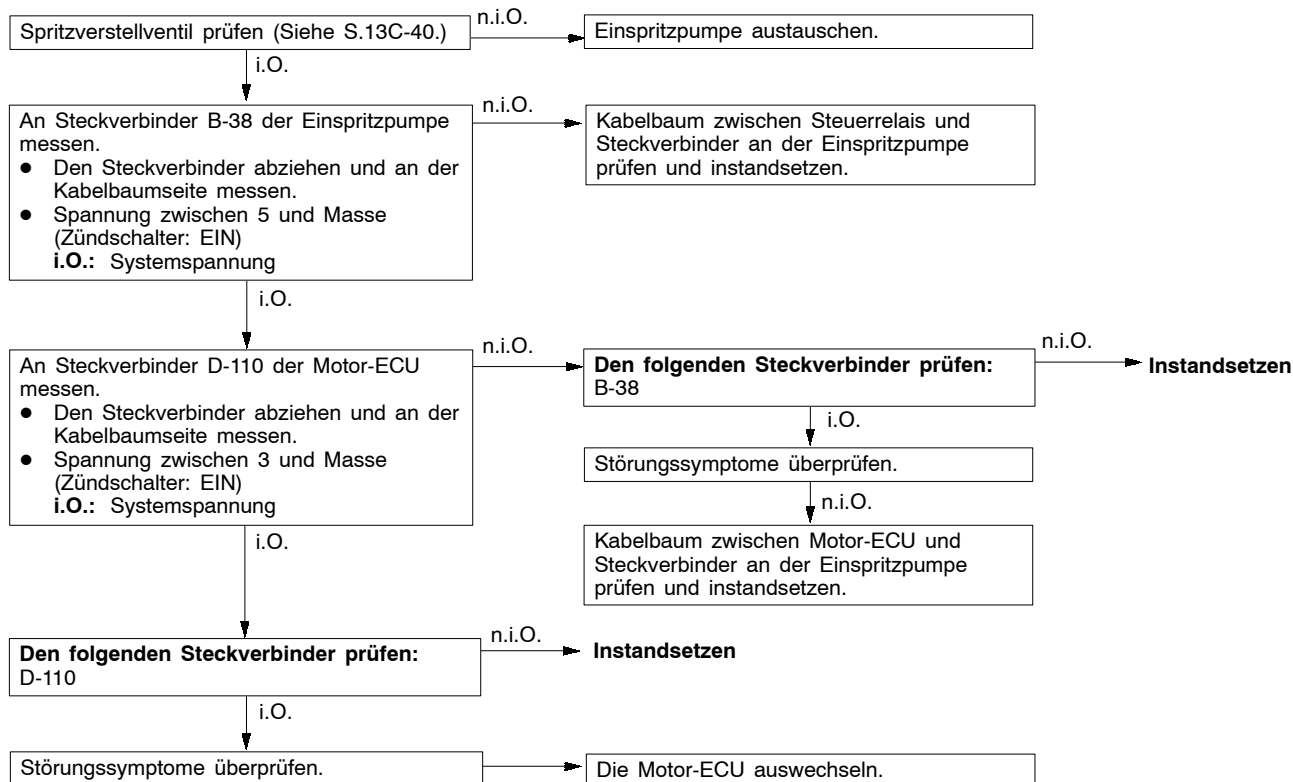 Spritzverstellventil prüfen (Siehe S.13C-40.)
n.i.O.
Einspritzpumpe austauschen.
i.O.
An Steckverbinder B-38 der Einspritzpumpe
messen.
● Den Steckverbinder abziehen und an der
Kabelbaumseite messen.
● Spannung zwischen 5 und Masse
(Zündschalter: EIN)
i.O.: Systemspannung
n.i.O.
Kabelbaum zwischen Steuerrelais und
Steckverbinder an der Einspritzpumpe
prüfen und instandsetzen.
i.O.
An Steckverbinder D-110 der Motor-ECU
messen.
● Den Steckverbinder abziehen und an der
Kabelbaumseite messen.
● Spannung zwischen 3 und Masse
(Zündschalter: EIN)
i.O.: Systemspannung
n.i.O.
Den folgenden Steckverbinder prüfen:
B-38
n.i.O.
Instandsetzen
i.O.
Störungssymptome überprüfen.
n.i.O.
Kabelbaum zwischen Motor-ECU und
Steckverbinder an der Einspritzpumpe
prüfen und instandsetzen.
i.O.
Den folgenden Steckverbinder prüfen:
D-110
n.i.O.
Instandsetzen
i.O.
Störungssymptome überprüfen.
Die Motor-ECU auswechseln.